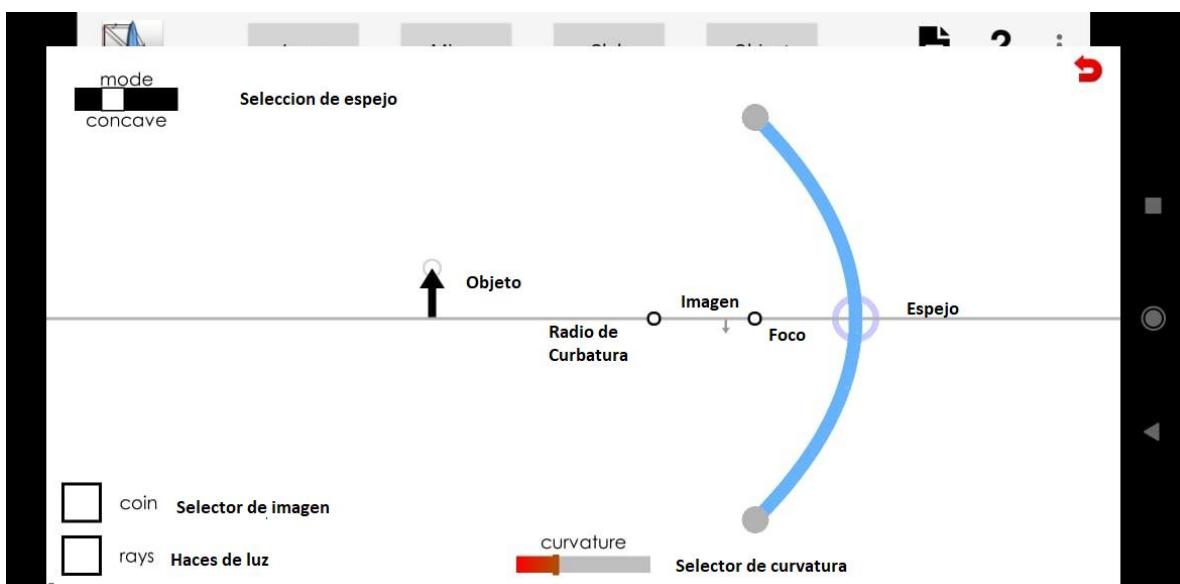 ?
mode
concave
Seleccion de espejo
Objeto
Imagen
Espejo
Radio de
Curbatura
Foco
coin
Selector de imagen
rays
Haces de luz
curvature
Selector de curvatura